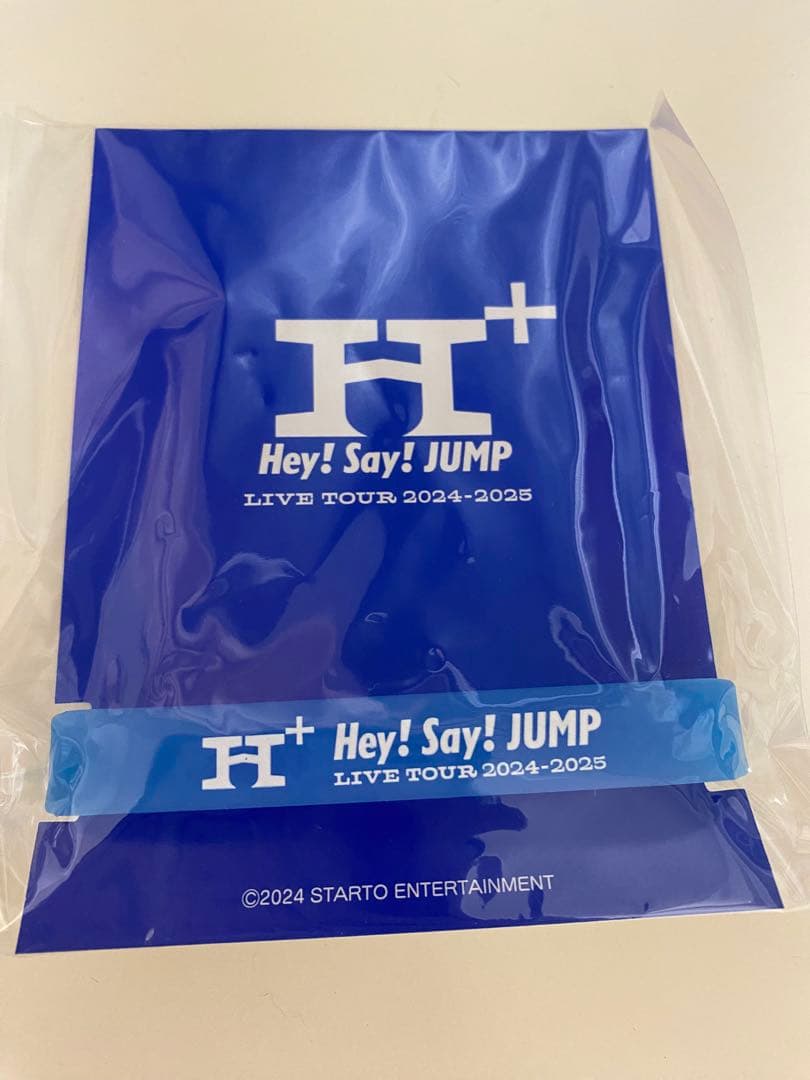 H+
Hey! Say! JUMP
LIVE TOUR 2024-2025
H+ Hey! Say! JUMP
LIVE TOUR 2024-2025
©2024 STARTO ENTERTAINMENT